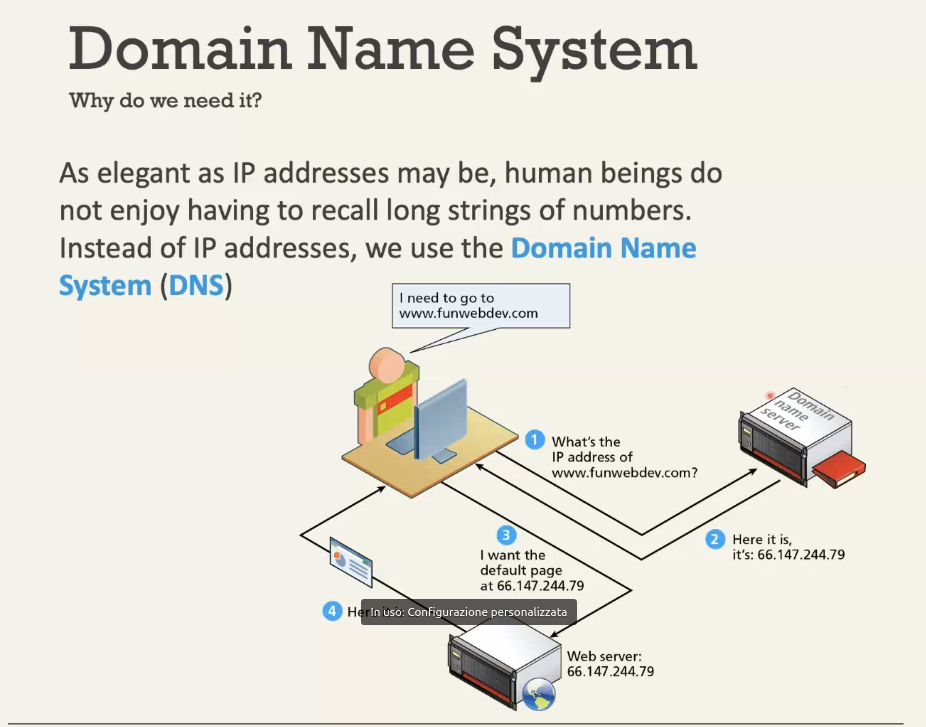 Domain Name System
Why do we need it?
As elegant as IP addresses may be, human beings do
not enjoy having to recall long strings of numbers.
Instead of IP addresses, we use the Domain Name
System (DNS)
I need to go to
www.funwebdev.com
Domain
name
server
1 What's the
IP address of
www.funwebdev.com?
2 Here it is,
it's: 66.147.244.79
3
I want the
default page
at 66.147.244.79
4
In uso: Configurazione personalizzata
Web server:
66.147.244.79